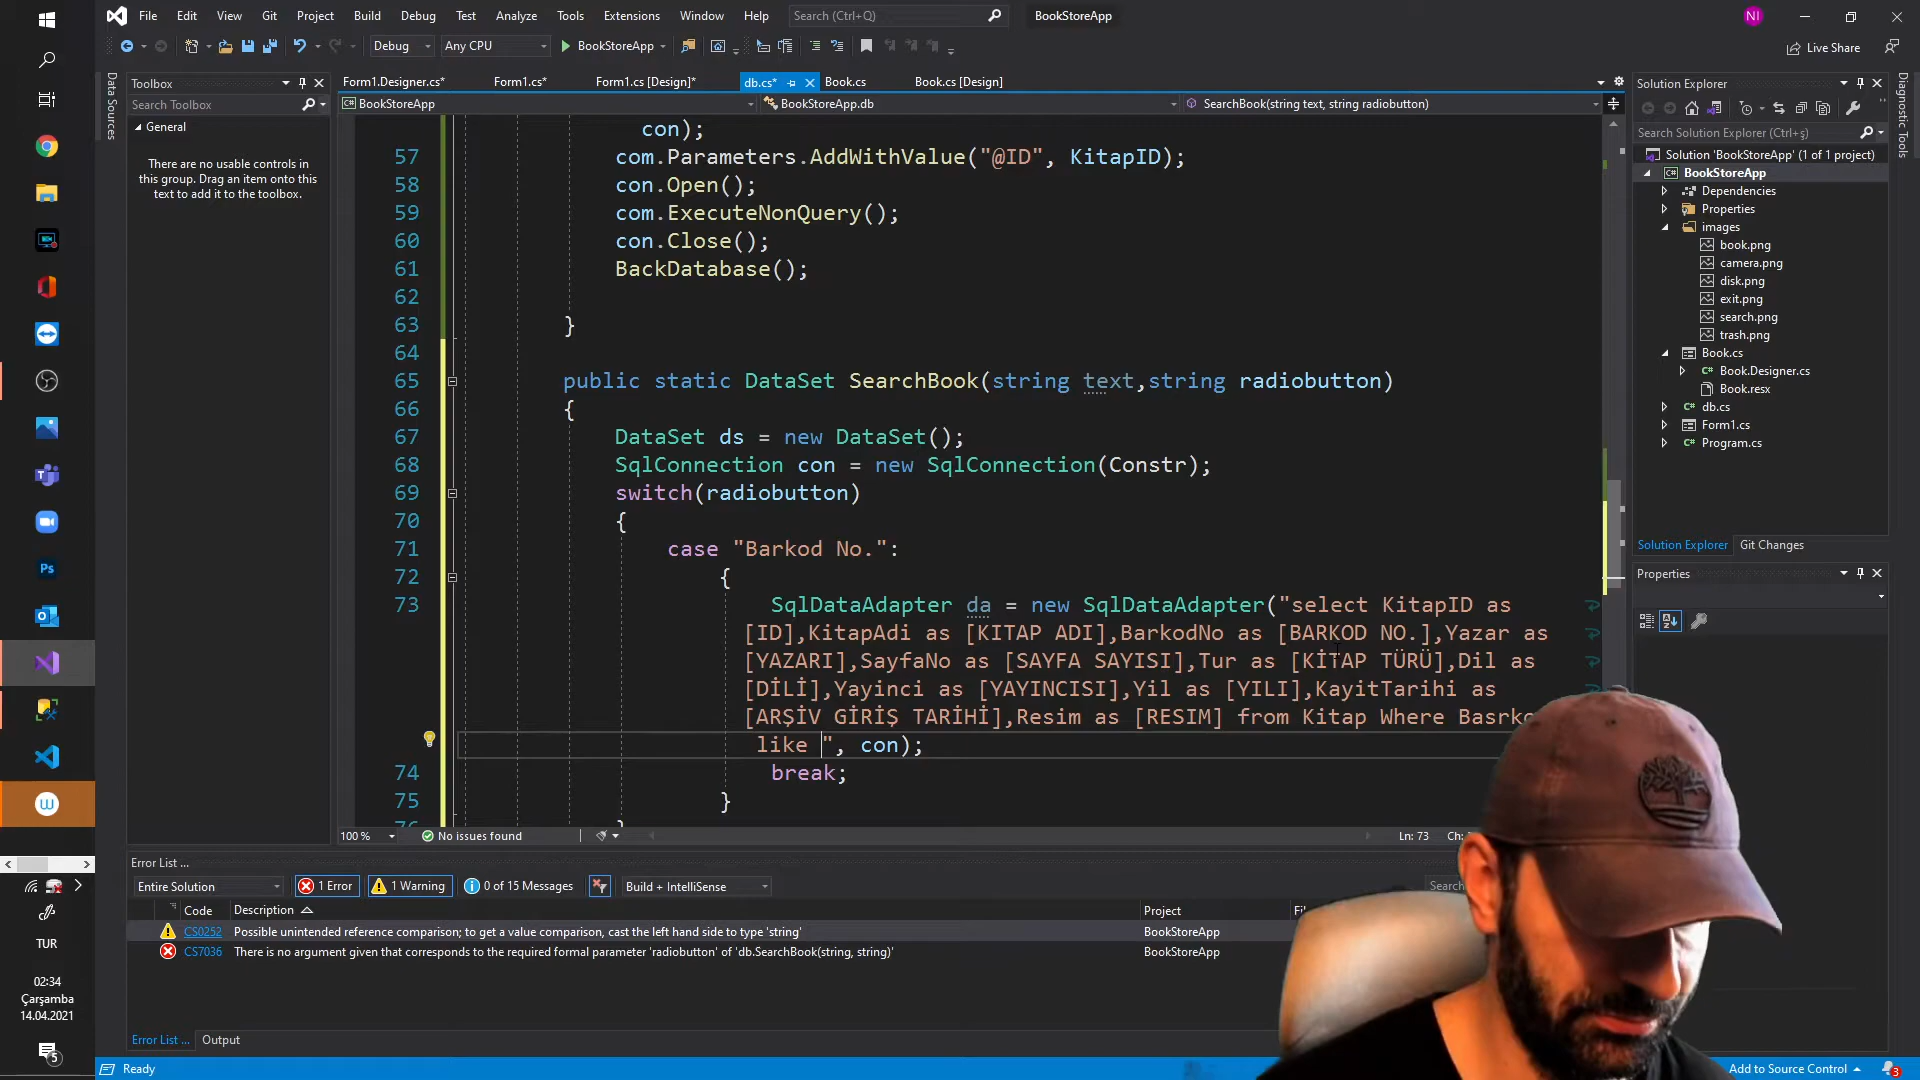 File Edit View Git Project Build Debug Test Analyze Tools Extensions Window Help Search (Ctrl+Q) BookStoreApp NI
Debug Any CPU BookStoreApp Live Share
Data Sources
Toolbox
Search Toolbox
General
There are no usable controls in
this group. Drag an item onto this
text to add it to the toolbox.
Form1.Designer.cs* Form1.cs* Form1.cs [Design]* db.cs* Book.cs Book.cs [Design]
BookStoreApp BookStoreApp.db SearchBook(string text, string radiobutton)
con);
57 com.Parameters.AddWithValue("@ID", KitapID);
58 con.Open();
59 com.ExecuteNonQuery();
60 con.Close();
61 BackDatabase();
62
63 }
64
65 public static DataSet SearchBook(string text,string radiobutton)
66 {
67 DataSet ds = new DataSet();
68 SqlConnection con = new SqlConnection(Constr);
69 switch(radiobutton)
70 {
71 case "Barkod No.":
72 {
73 SqlDataAdapter da = new SqlDataAdapter("select KitapID as
[ID],KitapAdi as [KITAP ADI],BarkodNo as [BARKOD NO.],Yazar as
[YAZARI],SayfaNo as [SAYFA SAYISI],Tur as [KİTAP TÜRÜ],Dil as
[DİLİ],Yayinci as [YAYINCISI],Yil as [YILI],KayitTarihi as
[ARŞİV GİRİŞ TARİHİ],Resim as [RESIM] from Kitap Where
like ", con);
74 break;
75 }
100 % No issues found Ln: 73 Ch:
Solution Explorer
Search Solution Explorer (Ctrl+ş)
Solution 'BookStoreApp' (1 of 1 project)
BookStoreApp
Dependencies
Properties
images
book.png
camera.png
disk.png
exit.png
search.png
trash.png
Book.cs
Book.Designer.cs
Book.resx
db.cs
Form1.cs
Program.cs
Solution Explorer Git Changes
Properties
Diagnostic Tools
Error List ...
Entire Solution 1 Error 1 Warning 0 of 15 Messages Build + IntelliSense Search
Code Description Project
CS0252 Possible unintended reference comparison; to get a value comparison, cast the left hand side to type 'string' BookStoreApp
CS7036 There is no argument given that corresponds to the required formal parameter 'radiobutton' of 'db.SearchBook(string, string)' BookStoreApp
Error List ... Output
Ready Add to Source Control 3
Ps
W
TUR
02:34
Çarşamba
14.04.2021
5